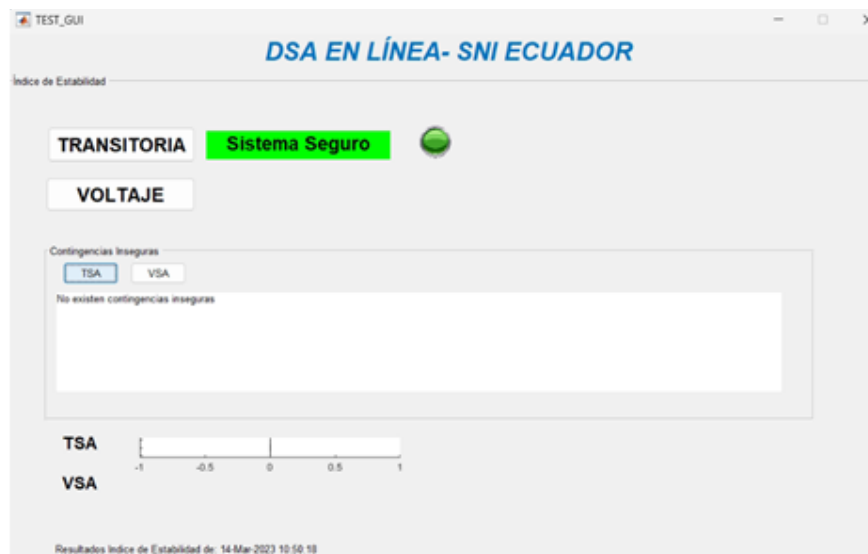 TEST_GUI
DSA EN LÍNEA- SNI ECUADOR
Índice de Estabilidad
TRANSITORIA Sistema Seguro
VOLTAJE
Contingencias Inseguras
TSA VSA
No existen contingencias inseguras
TSA
-1 -0.5 0 0.5 1
VSA
Resultados Indice de Estabilidad de: 14-Mar-2023 10:50:18